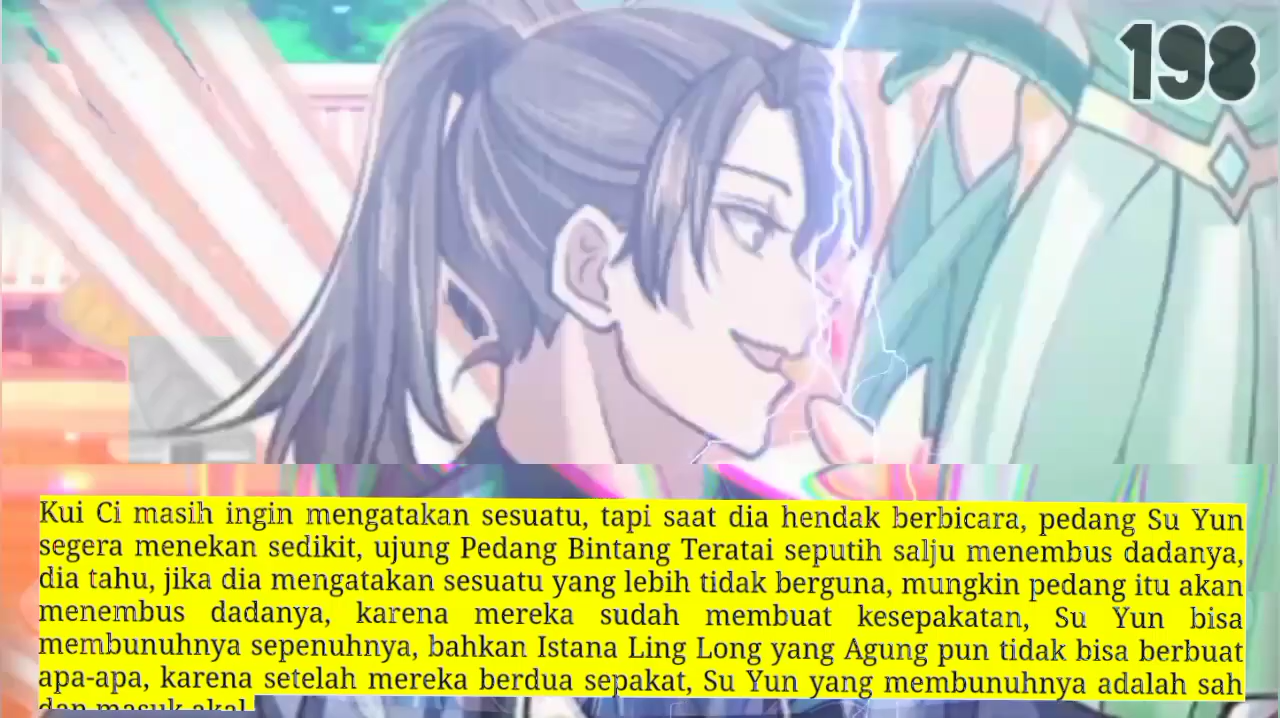 198
Kui Ci masih ingin mengatakan sesuatu, tapi saat dia hendak berbicara, pedang Su Yun
segera menekan sedikit, ujung Pedang Bintang Teratai seputih salju menembus dadanya,
dia tahu, jika dia mengatakan sesuatu yang lebih tidak berguna, mungkin pedang itu akan
menembus dadanya, karena mereka sudah membuat kesepakatan, Su Yun bisa
membunuhnya sepenuhnya, bahkan Istana Ling Long yang Agung pun tidak bisa berbuat
apa-apa, karena setelah mereka berdua sepakat, Su Yun yang membunuhnya adalah sah
dan masuk akal